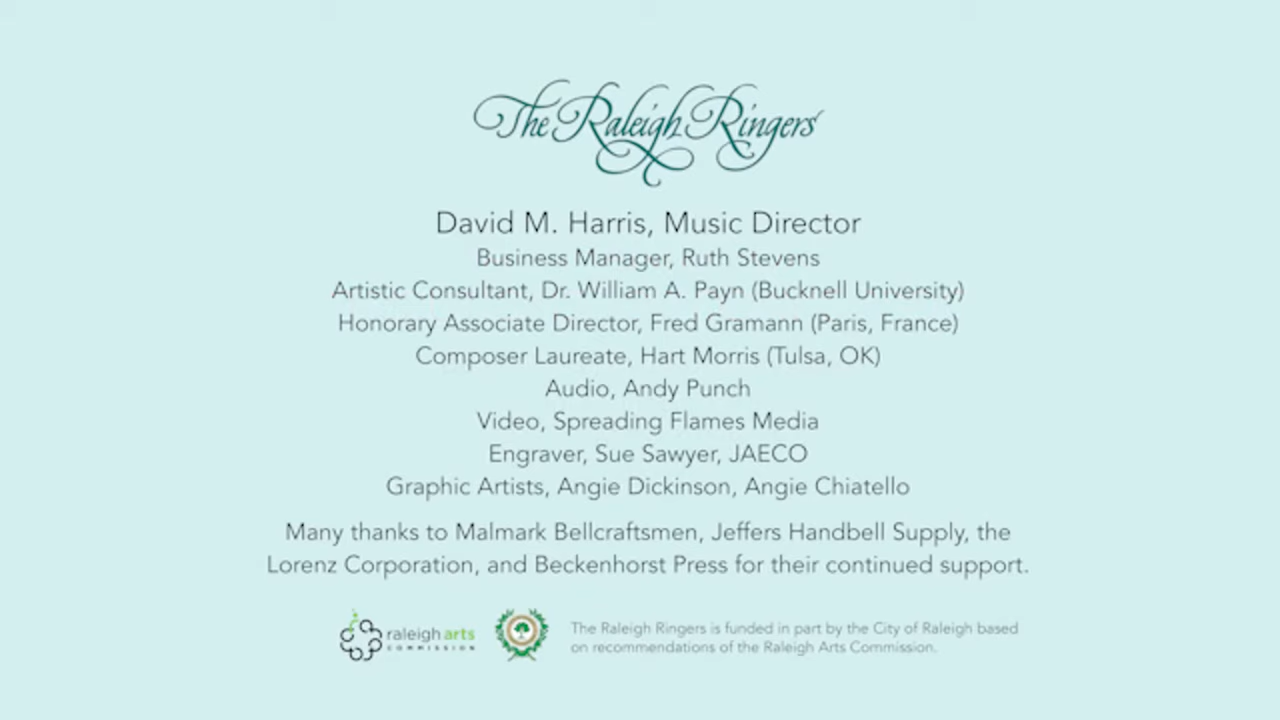 The Raleigh Ringers
David M. Harris, Music Director
Business Manager, Ruth Stevens
Artistic Consultant, Dr. William A. Payn (Bucknell University)
Honorary Associate Director, Fred Gramann (Paris, France)
Composer Laureate, Hart Morris (Tulsa, OK)
Audio, Andy Punch
Video, Spreading Flames Media
Engraver, Sue Sawyer, JAECO
Graphic Artists, Angie Dickinson, Angie Chiatello
Many thanks to Malmark Bellcraftsmen, Jeffers Handbell Supply, the
Lorenz Corporation, and Beckenhorst Press for their continued support.
raleigh arts
COMMISSION
The Raleigh Ringers is funded in part by the City of Raleigh based
on recommendations of the Raleigh Arts Commission.